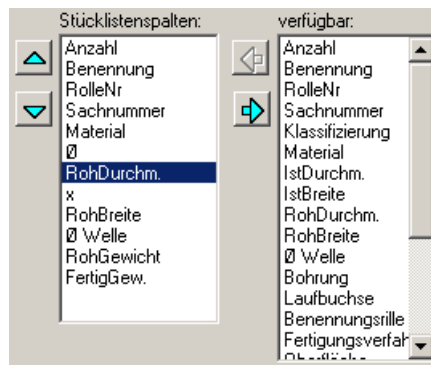 Stücklistenspalten:
Anzahl
Benennung
RolleNr
Sachnummer
Material
Ø
RohDurchm.
x
RohBreite
Ø Welle
RohGewicht
FertigGew.
verfügbar:
Anzahl
Benennung
RolleNr
Sachnummer
Klassifizierung
Material
IstDurchm.
IstBreite
RohDurchm.
RohBreite
Ø Welle
Bohrung
Laufbuchse
Benennungsrille
Fertigungsverfah